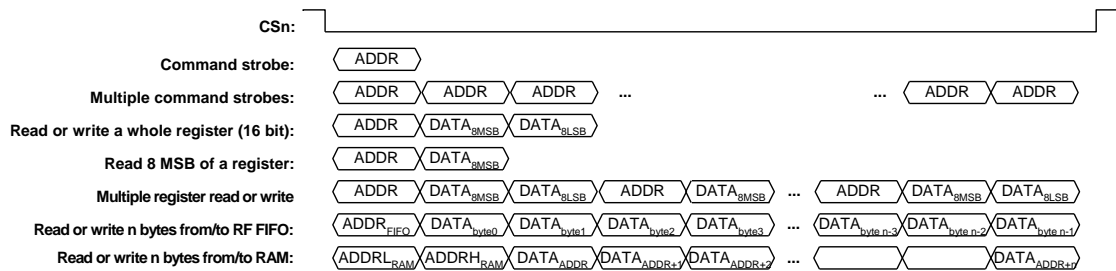 CSn:
Command strobe: ADDR
Multiple command strobes: ADDR ADDR ADDR ... ... ADDR ADDR
Read or write a whole register (16 bit): ADDR DATA8MSB DATA8LSB
Read 8 MSB of a register: ADDR DATA8MSB
Multiple register read or write ADDR DATA8MSB DATA8LSB ADDR DATA8MSB ... ADDR DATA8MSB DATA8LSB
Read or write n bytes from/to RF FIFO: ADDRFIFO DATAbyte0 DATAbyte1 DATAbyte2 DATAbyte3 ... DATAbyte n-3 DATAbyte n-2 DATAbyte n-1
Read or write n bytes from/to RAM: ADDRLRAM ADDRHRAM DATAADDR DATAADDR+1 DATAADDR+2 ... DATAADDR+n